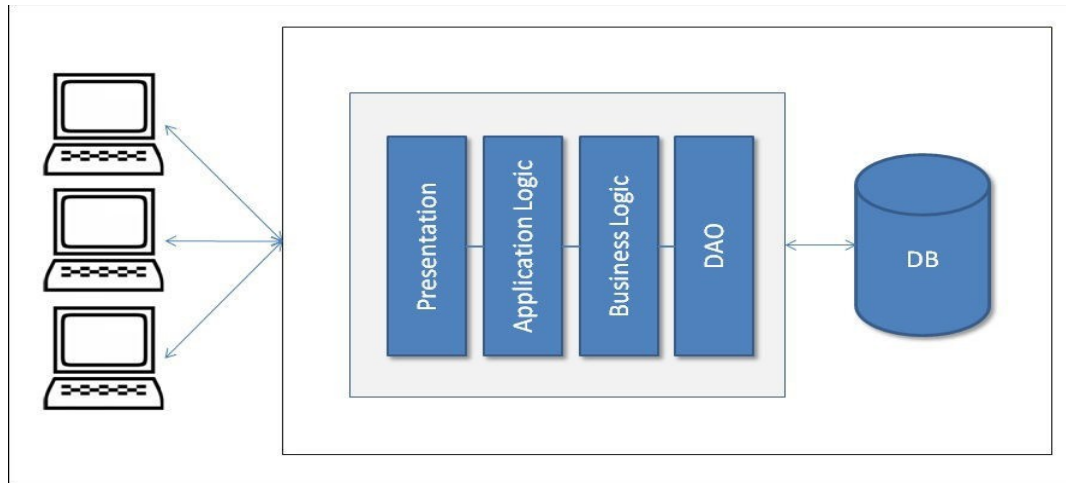 Presentation
Application Logic
Business Logic
DAO
DB